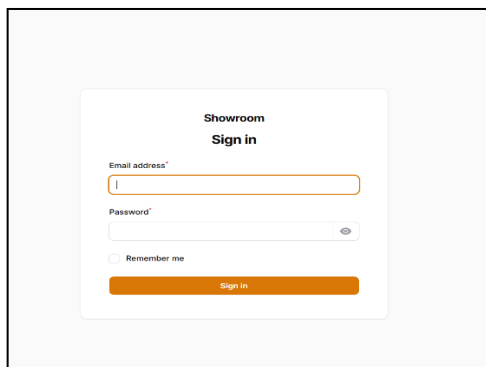 Showroom
Sign in
Email address*
Password*
Remember me
Sign in